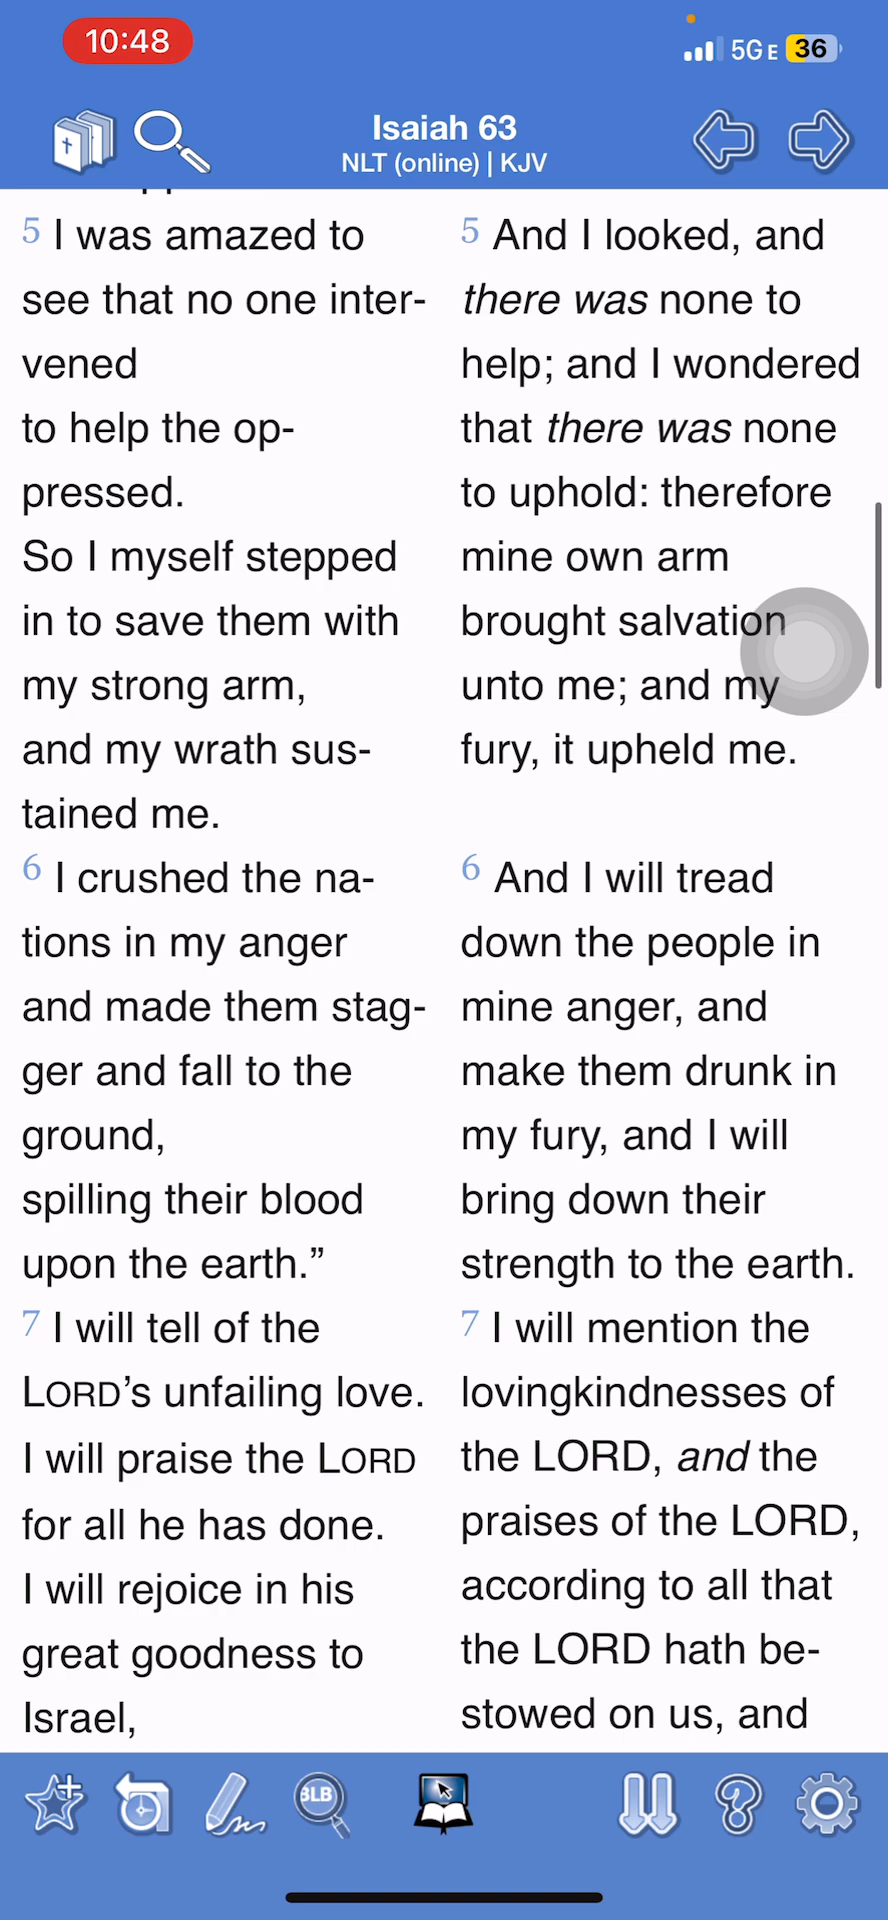 10:48
5GE 36
Isaiah 63
NLT (online) | KJV
5 I was amazed to
see that no one inter-
vened
to help the op-
pressed.
So I myself stepped
in to save them with
my strong arm,
and my wrath sus-
tained me.
6 I crushed the na-
tions in my anger
and made them stag-
ger and fall to the
ground,
spilling their blood
upon the earth.”
7 I will tell of the
LORD’s unfailing love.
I will praise the LORD
for all he has done.
I will rejoice in his
great goodness to
Israel,
5 And I looked, and
there was none to
help; and I wondered
that there was none
to uphold: therefore
mine own arm
brought salvation
unto me; and my
fury, it upheld me.
6 And I will tread
down the people in
mine anger, and
make them drunk in
my fury, and I will
bring down their
strength to the earth.
7 I will mention the
lovingkindnesses of
the LORD, and the
praises of the LORD,
according to all that
the LORD hath be-
stowed on us, and
BLB